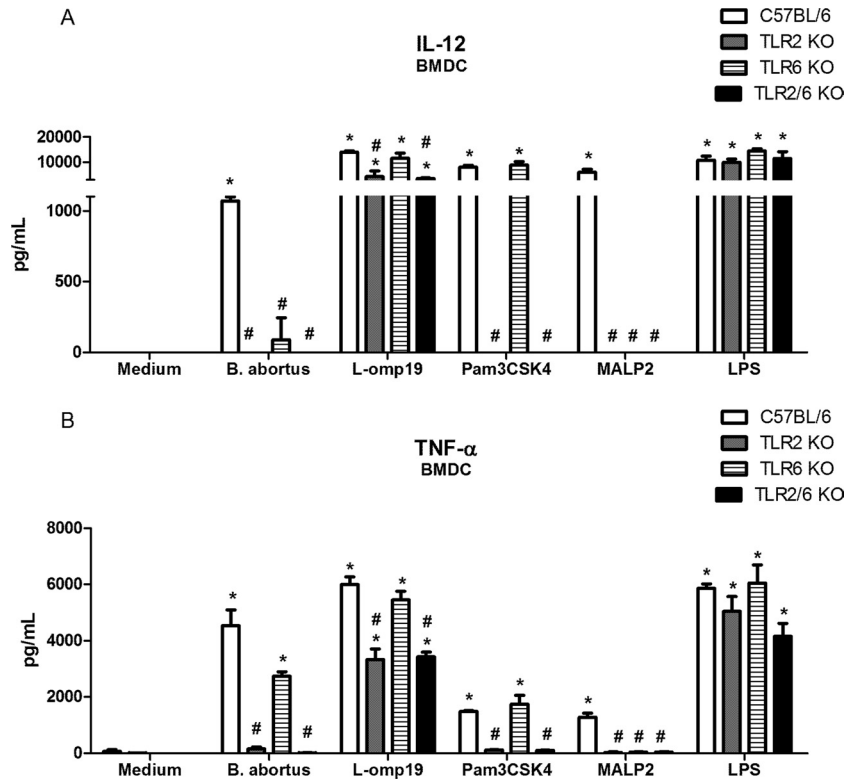 A
IL-12
BMDC
C57BL/6
TLR2 KO
TLR6 KO
TLR2/6 KO
pg/mL
20000
10000
1000
500
0
* # # # * # * * # * * # * # * # # # * * * *
Medium B. abortus L-omp19 Pam3CSK4 MALP2 LPS
B
TNF-α
BMDC
C57BL/6
TLR2 KO
TLR6 KO
TLR2/6 KO
pg/mL
8000
6000
4000
2000
0
* # * # * # * * # * * # * # * # # # * * * *
Medium B. abortus L-omp19 Pam3CSK4 MALP2 LPS